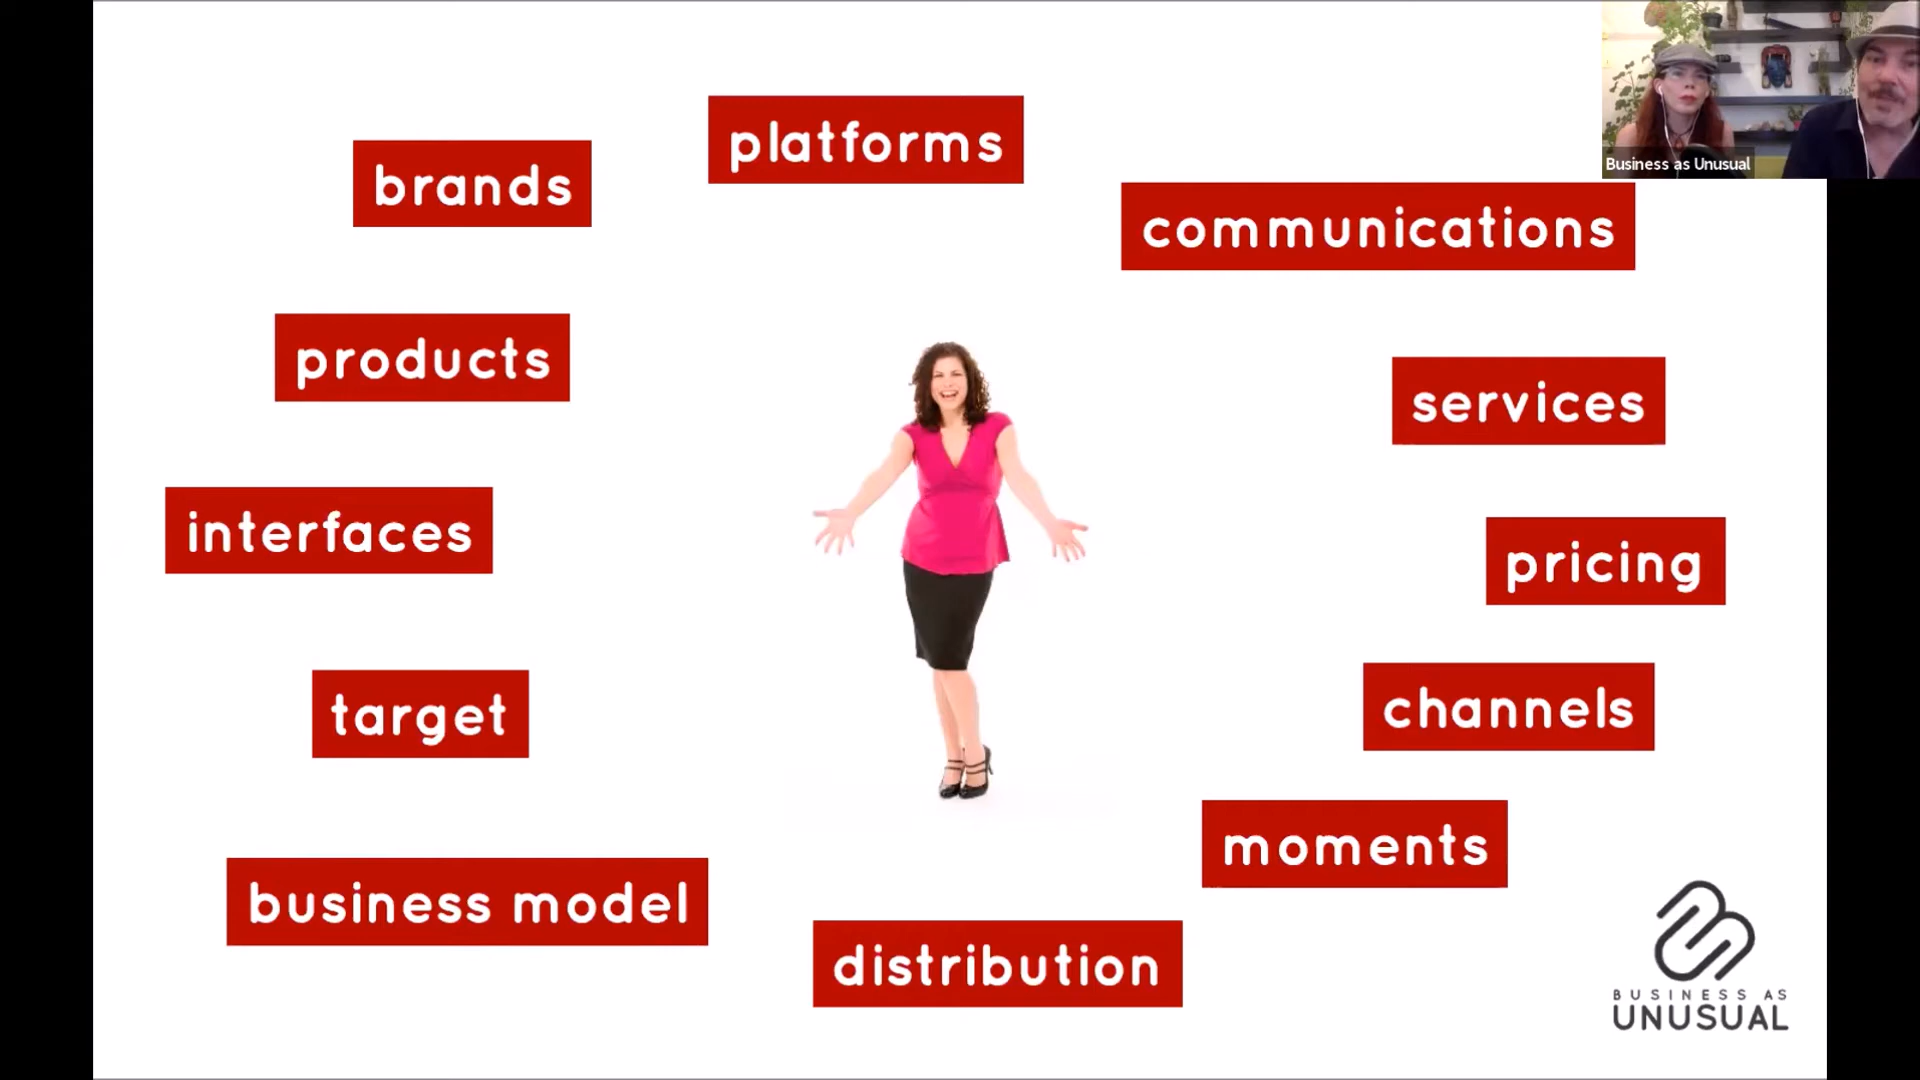 platforms
brands
Business as Unusual
communications
products
services
interfaces
pricing
target
channels
moments
business model
distribution
BUSINESS AS
UNUSUAL